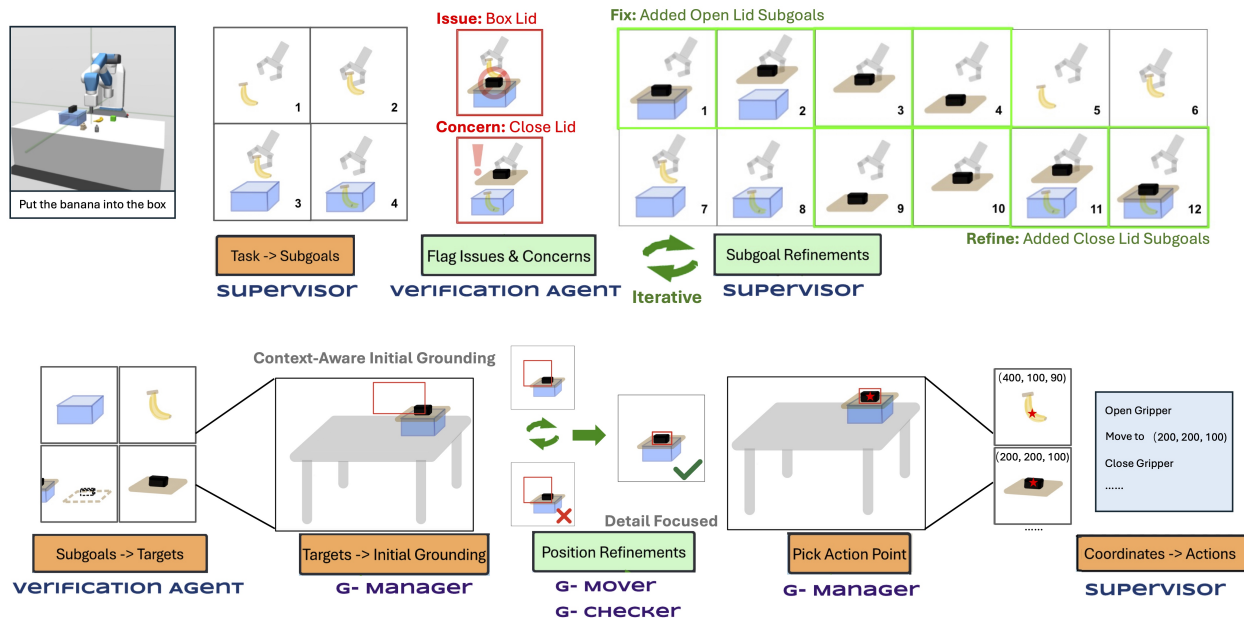 Put the banana into the box
1
2
3
4
Task -> Subgoals
SUPERVISOR
Issue: Box Lid
Concern: Close Lid
Flag Issues & Concerns
VERIFICATION AGENT
Iterative
Fix: Added Open Lid Subgoals
1
2
3
4
5
6
7
8
9
10
11
12
Refine: Added Close Lid Subgoals
Subgoal Refinements
SUPERVISOR
Subgoals -> Targets
VERIFICATION AGENT
Context-Aware Initial Grounding
Targets -> Initial Grounding
G- MANAGER
Detail Focused
Position Refinements
G- MOVER
G- CHECKER
Pick Action Point
G- MANAGER
(400, 100, 90)
(200, 200, 100)
......
Open Gripper
Move to (200, 200, 100)
Close Gripper
......
Coordinates -> Actions
SUPERVISOR